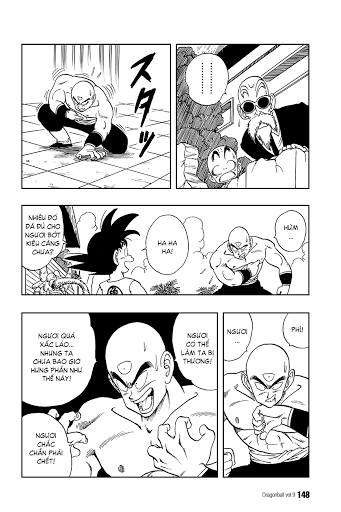 スタッ
NHIÊU ĐÓ
ĐÃ ĐỦ CHO
NGƯƠI BỚT
KIÊU CĂNG
CHƯA?
HA HA
HA!
HỪM
...
NGƯƠI QUÁ
XẤC LÁO...
NHƯNG TA
CHƯA BAO GIỜ
HƯNG PHẤN NHƯ
THẾ NÀY!
NGƯƠI
CÓ THỂ
LÀM TA BỊ
THƯƠNG!
NGƯƠI
CHẮC
CHẮN PHẢI
CHẾT!
NGƯƠI
...
PHÌ!
Dragonball vol.9 148